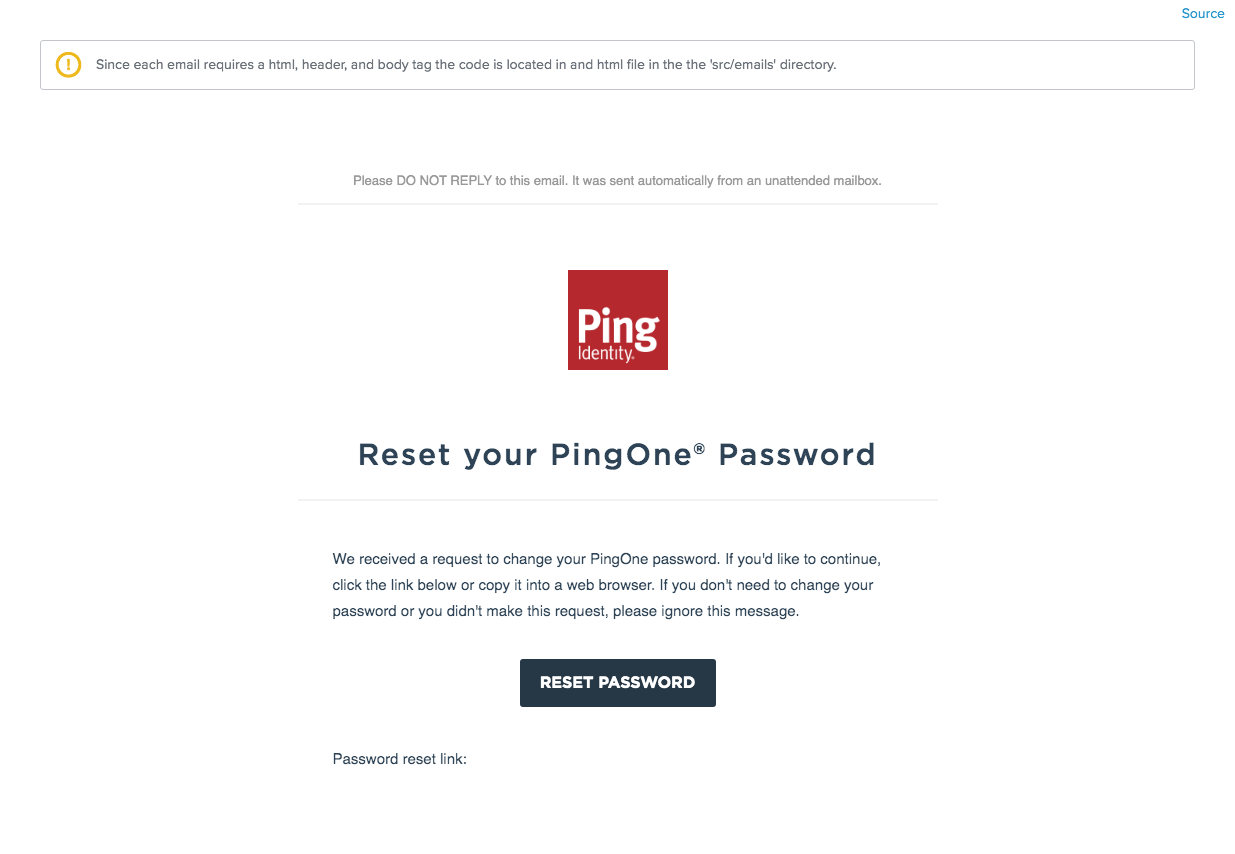 Source
Since each email requires a html, header, and body tag the code is located in and html file in the the 'src/emails' directory.
Please DO NOT REPLY to this email. It was sent automatically from an unattended mailbox.
Ping
Identity®
Reset your PingOne® Password
We received a request to change your PingOne password. If you'd like to continue,
click the link below or copy it into a web browser. If you don't need to change your
password or you didn't make this request, please ignore this message.
RESET PASSWORD
Password reset link: